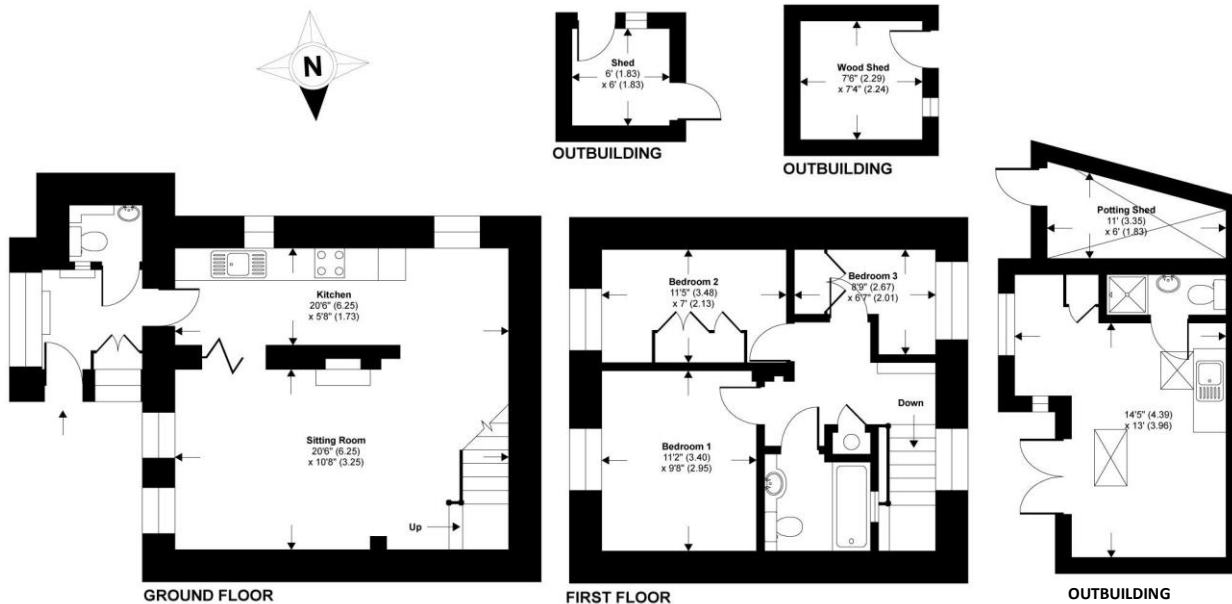 N
Shed
6' (1.83)
x 6' (1.83)
OUTBUILDING
Wood Shed
7'6" (2.29)
x 7'4" (2.24)
OUTBUILDING
Kitchen
20'6" (6.25)
x 5'8" (1.73)
Sitting Room
20'6" (6.25)
x 10'8" (3.25)
Up
GROUND FLOOR
Bedroom 2
11'5" (3.48)
x 7' (2.13)
Bedroom 3
8'9" (2.67)
x 6'7" (2.01)
Bedroom 1
11'2" (3.40)
x 9'8" (2.95)
Down
FIRST FLOOR
Potting Shed
11' (3.35)
x 6' (1.83)
14'5" (4.39)
x 13' (3.96)
OUTBUILDING